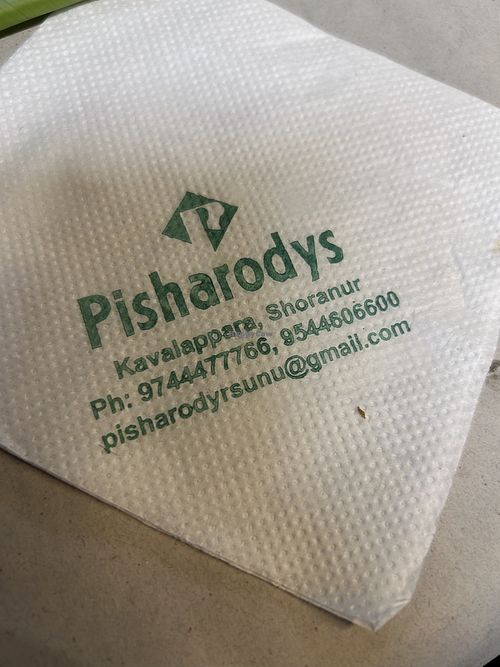 Pisharodys
Kavalappara, Shoranur
Ph: 9744477766, 9544606600
pisharodyrsunu@gmail.com